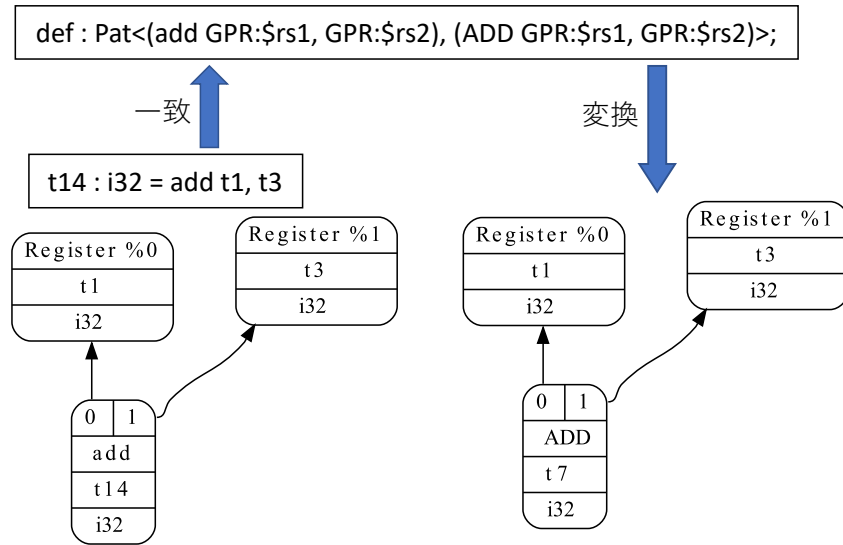 def : Pat<(add GPR:$rs1, GPR:$rs2), (ADD GPR:$rs1, GPR:$rs2)>;
一致
変換
t14 : i32 = add t1, t3
Register %0
t1
i32
Register %1
t3
i32
0 1
add
t14
i32
Register %0
t1
i32
Register %1
t3
i32
0 1
ADD
t7
i32